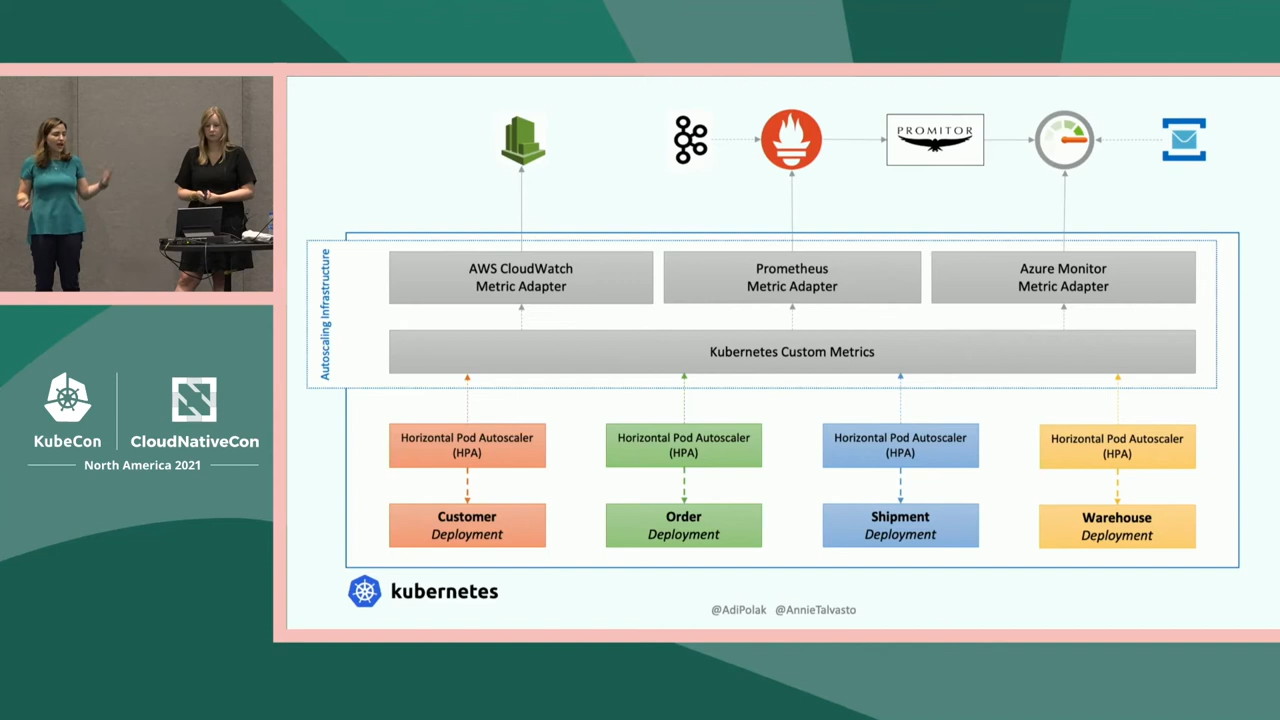 KubeCon
CloudNativeCon
North America 2021
PROMITOR
Autoscaling Infrastructure
AWS CloudWatch
Metric Adapter
Prometheus
Metric Adapter
Azure Monitor
Metric Adapter
Kubernetes Custom Metrics
Horizontal Pod Autoscaler
(HPA)
Horizontal Pod Autoscaler
(HPA)
Horizontal Pod Autoscaler
(HPA)
Horizontal Pod Autoscaler
(HPA)
Customer
Deployment
Order
Deployment
Shipment
Deployment
Warehouse
Deployment
kubernetes
@AdiPolak @AnnieTalvasto